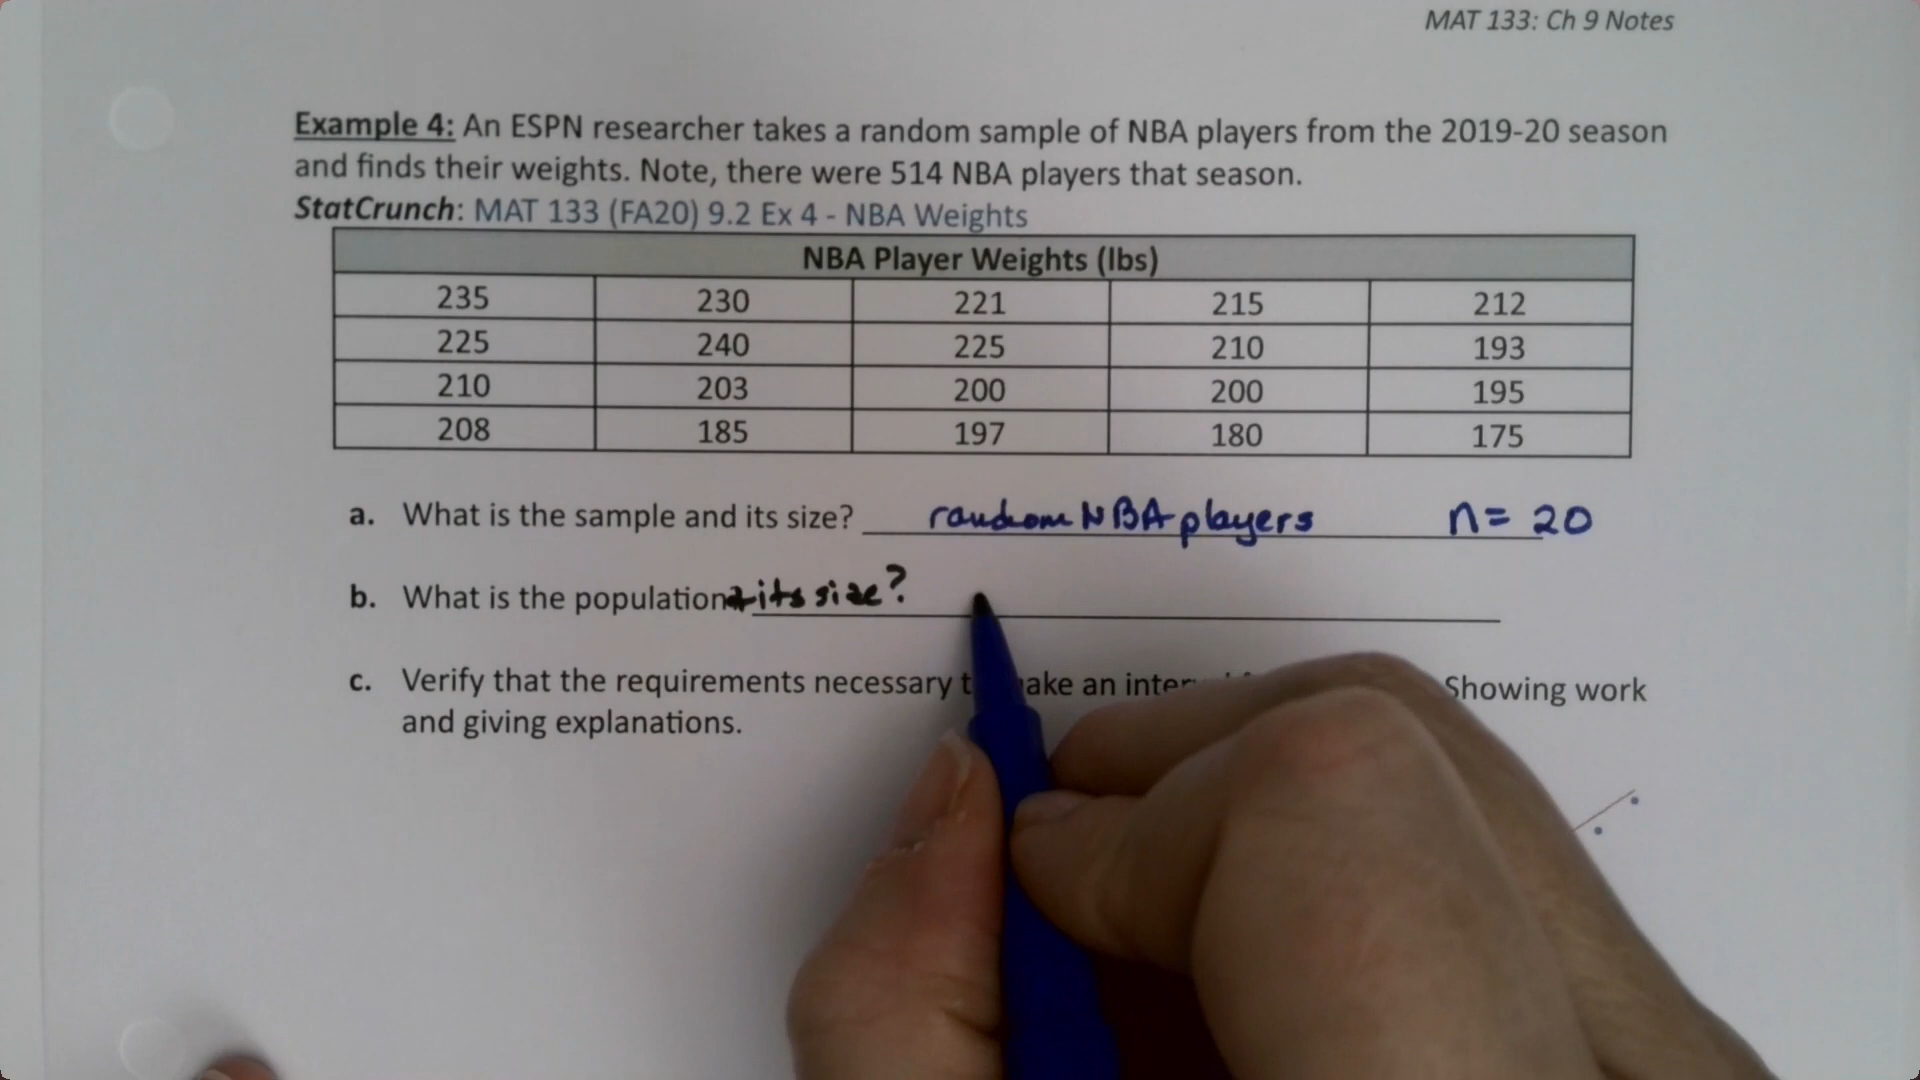 MAT 133: Ch 9 Notes
Example 4: An ESPN researcher takes a random sample of NBA players from the 2019-20 season
and finds their weights. Note, there were 514 NBA players that season.
StatCrunch: MAT 133 (FA20) 9.2 Ex 4 - NBA Weights
NBA Player Weights (lbs)
235 230 221 215 212
225 240 225 210 193
210 203 200 200 195
208 185 197 180 175
a. What is the sample and its size? random NBA players n = 20
b. What is the population + its size?
c. Verify that the requirements necessary an Showing work
and giving explanations.